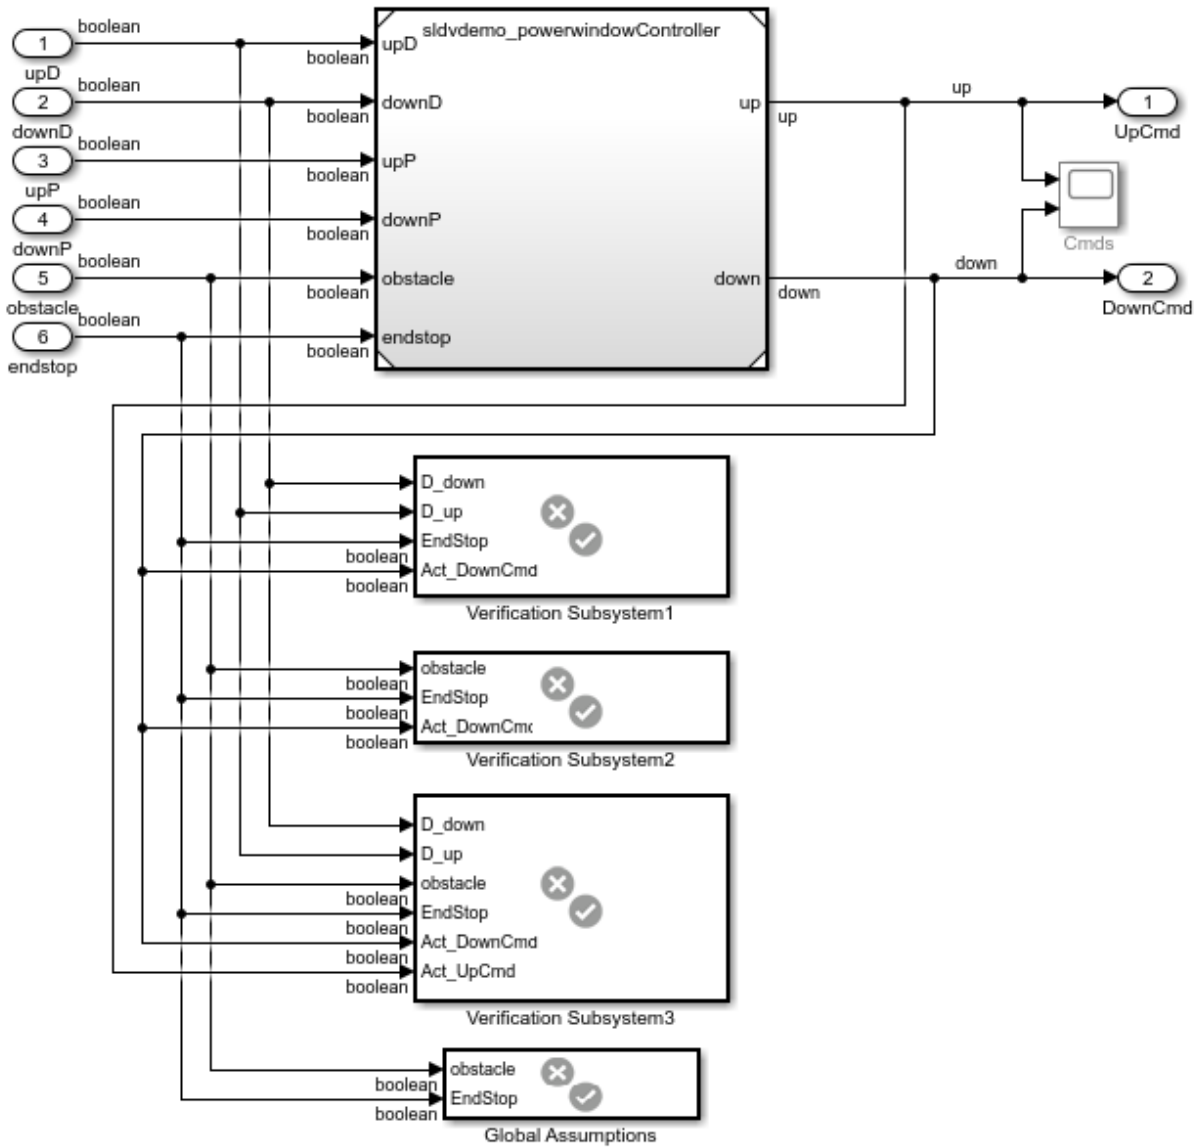 boolean
1
upD
boolean
2
downD
boolean
3
upP
boolean
4
downP
boolean
5
obstacle
boolean
6
endstop
sldvdemo_powerwindowController
upD
boolean
downD
boolean
upP
boolean
downP
boolean
obstacle
boolean
endstop
boolean
up
up
down
down
up
1
UpCmd
Cmds
down
2
DownCmd
D_down
D_up
EndStop
boolean
Act_DownCmd
boolean
Verification Subsystem1
obstacle
boolean
EndStop
boolean
Act_DownCmc
boolean
Verification Subsystem2
D_down
D_up
obstacle
boolean
EndStop
boolean
Act_DownCmd
boolean
Act_UpCmd
boolean
Verification Subsystem3
obstacle
boolean
EndStop
boolean
Global Assumptions